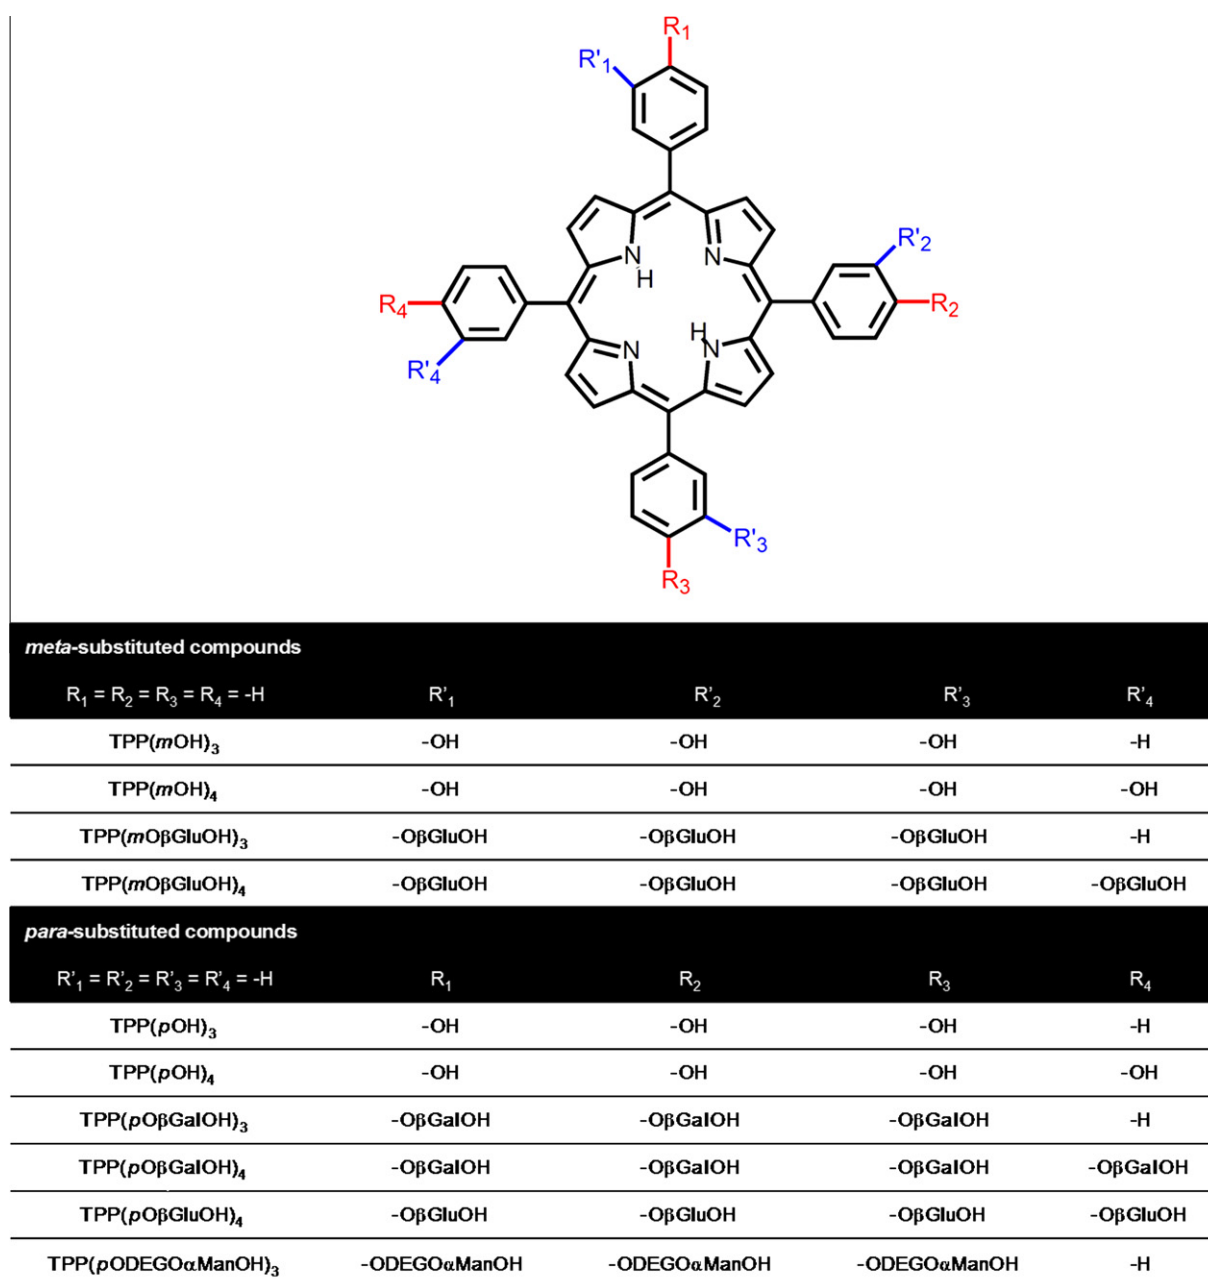 R1
R'1
R'2
N
N
H
R4
R2
H
N
N
R'4
R'3
R3
meta-substituted compounds
R1 = R2 = R3 = R4 = -H R'1 R'2 R'3 R'4
TPP(mOH)3 -OH -OH -OH -H
TPP(mOH)4 -OH -OH -OH -OH
TPP(mOβGluOH)3 -OβGluOH -OβGluOH -OβGluOH -H
TPP(mOβGluOH)4 -OβGluOH -OβGluOH -OβGluOH -OβGluOH
para-substituted compounds
R'1 = R'2 = R'3 = R'4 = -H R1 R2 R3 R4
TPP(pOH)3 -OH -OH -OH -H
TPP(pOH)4 -OH -OH -OH -OH
TPP(pOβGalOH)3 -OβGalOH -OβGalOH -OβGalOH -H
TPP(pOβGalOH)4 -OβGalOH -OβGalOH -OβGalOH -OβGalOH
TPP(pOβGluOH)4 -OβGluOH -OβGluOH -OβGluOH -OβGluOH
TPP(pODEGOαManOH)3 -ODEGOαManOH -ODEGOαManOH -ODEGOαManOH -H